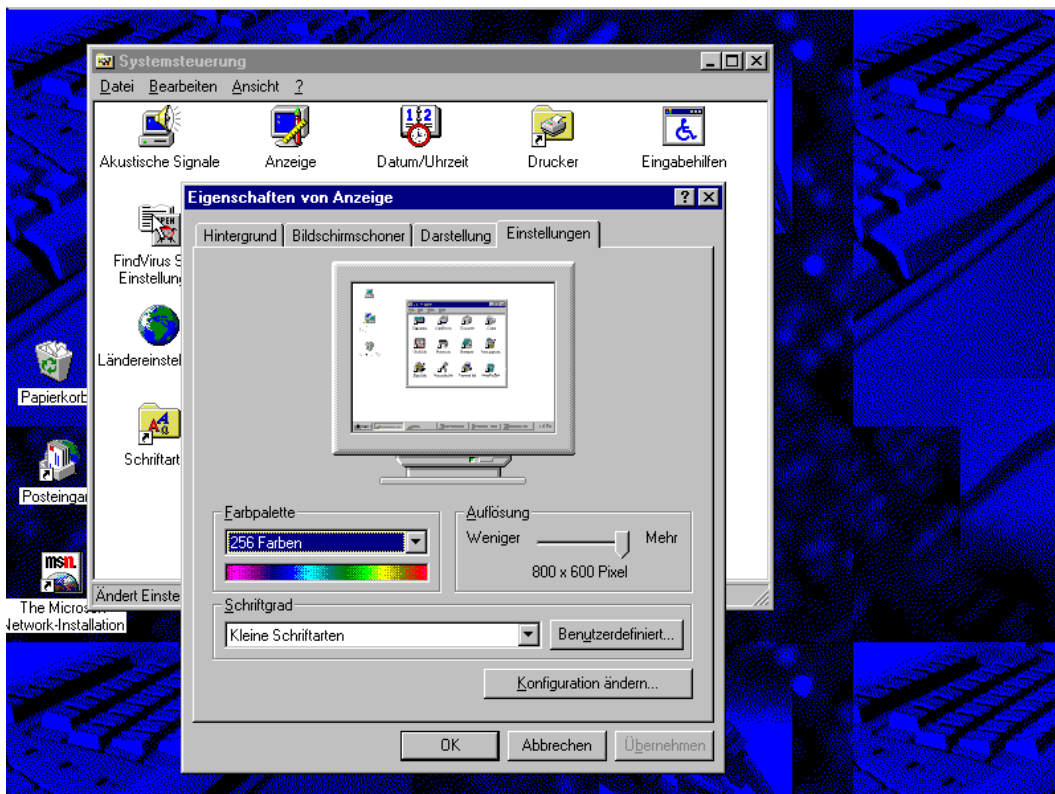 Systemsteuerung
Datei Bearbeiten Ansicht ?
Akustische Signale
Anzeige
Datum/Uhrzeit
Drucker
Eingabehilfen
FindVirus S
Einstellun
Ländereinstel
Schriftart
Ändert Einste
Papierkorb
Posteingan
msn.
The Microsoft
Network-Installation
Eigenschaften von Anzeige
Hintergrund Bildschirmschoner Darstellung Einstellungen
Farbpalette
256 Farben
Auflösung
Weniger Mehr
800 x 600 Pixel
Schriftgrad
Kleine Schriftarten Benutzerdefiniert...
Konfiguration ändern...
OK Abbrechen Übernehmen